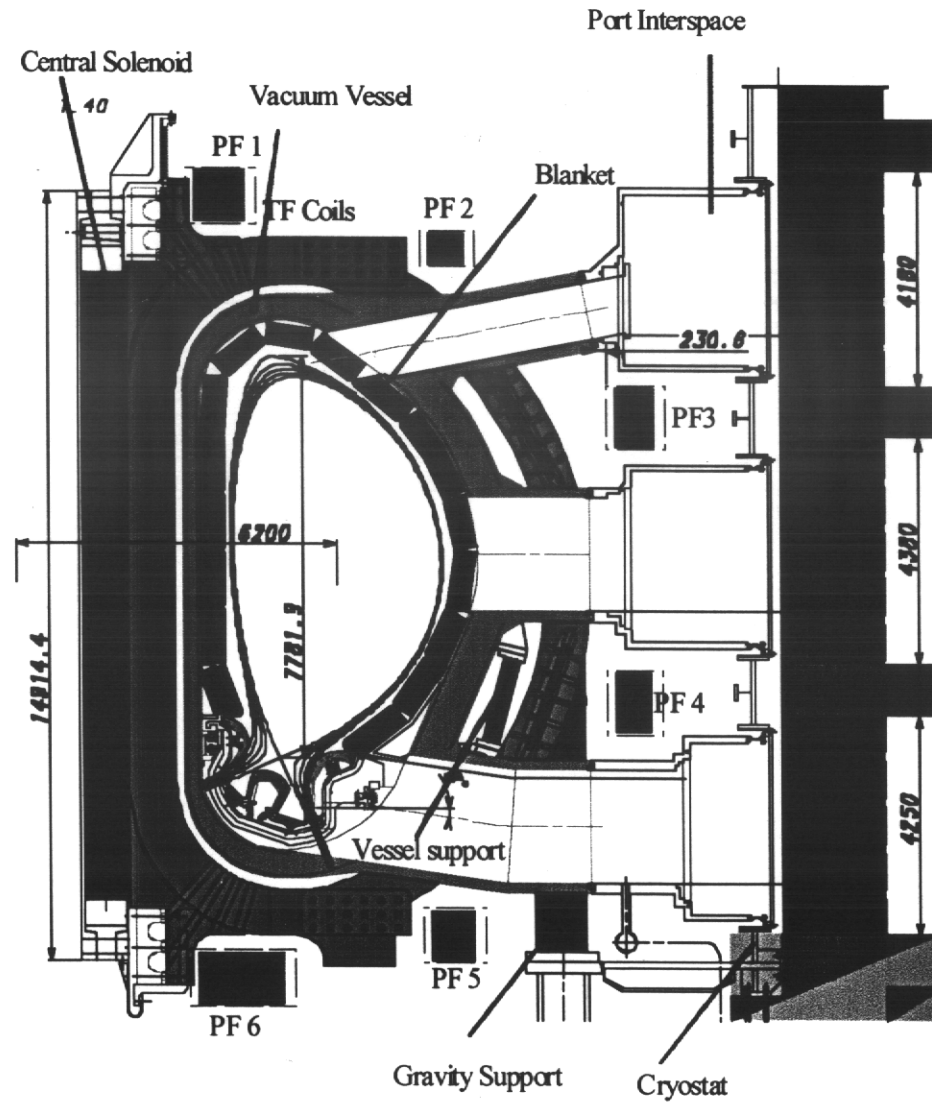 Port Interspace
Central Solenoid
Vacuum Vessel
PF 1
Blanket
TF Coils
PF 2
4180
230.6
PF3
6200
4380
7781.9
14914.4
PF 4
4250
Vessel support
PF 5
PF 6
Gravity Support
Cryostat